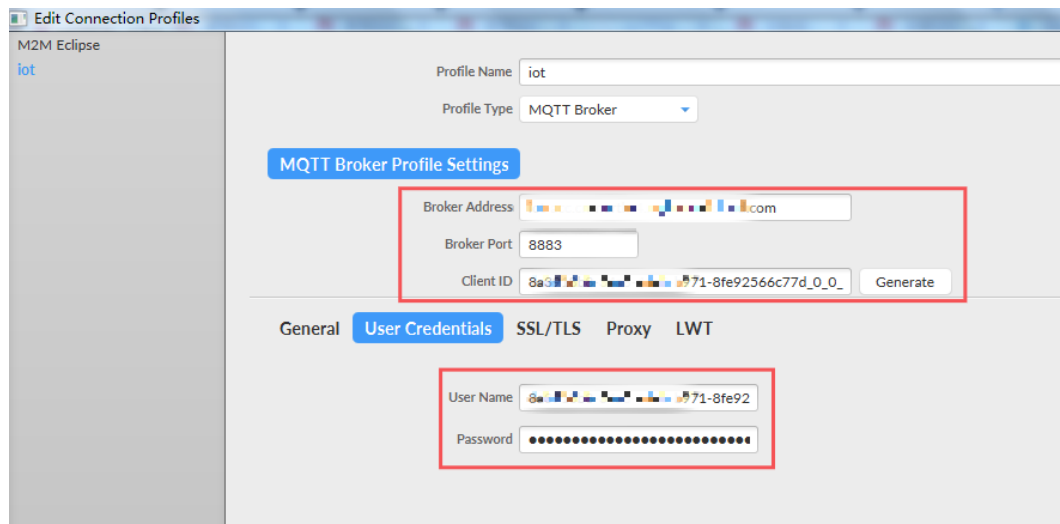 Edit Connection Profiles
M2M Eclipse
iot
Profile Name iot
Profile Type MQTT Broker
MQTT Broker Profile Settings
Broker Address .com
Broker Port 8883
Client ID 971-8fe92566c77d_0_0_ Generate
General User Credentials SSL/TLS Proxy LWT
User Name 971-8fe92
Password